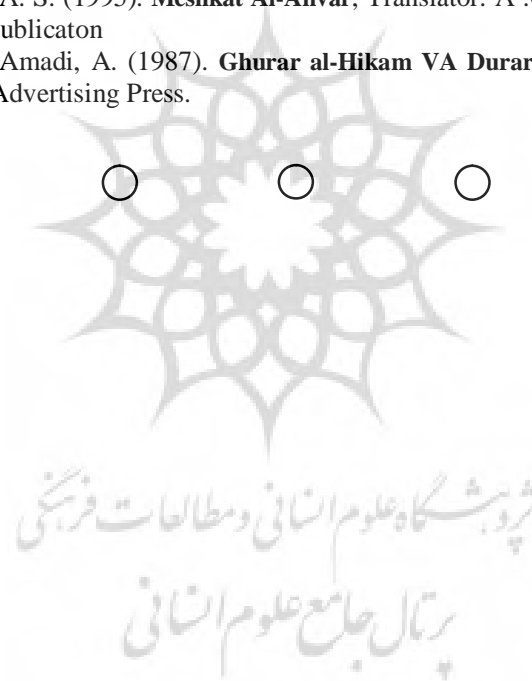 A. S. (1995). Meshkat Al-Anvar, Translator: A
ublicaton
Amadi, A. (1987). Ghurar al-Hikam VA Durar
Advertising Press.
پژوهشگاه علوم انسانی و مطالعات فرهنگی
پرتال جامع علوم انسانی